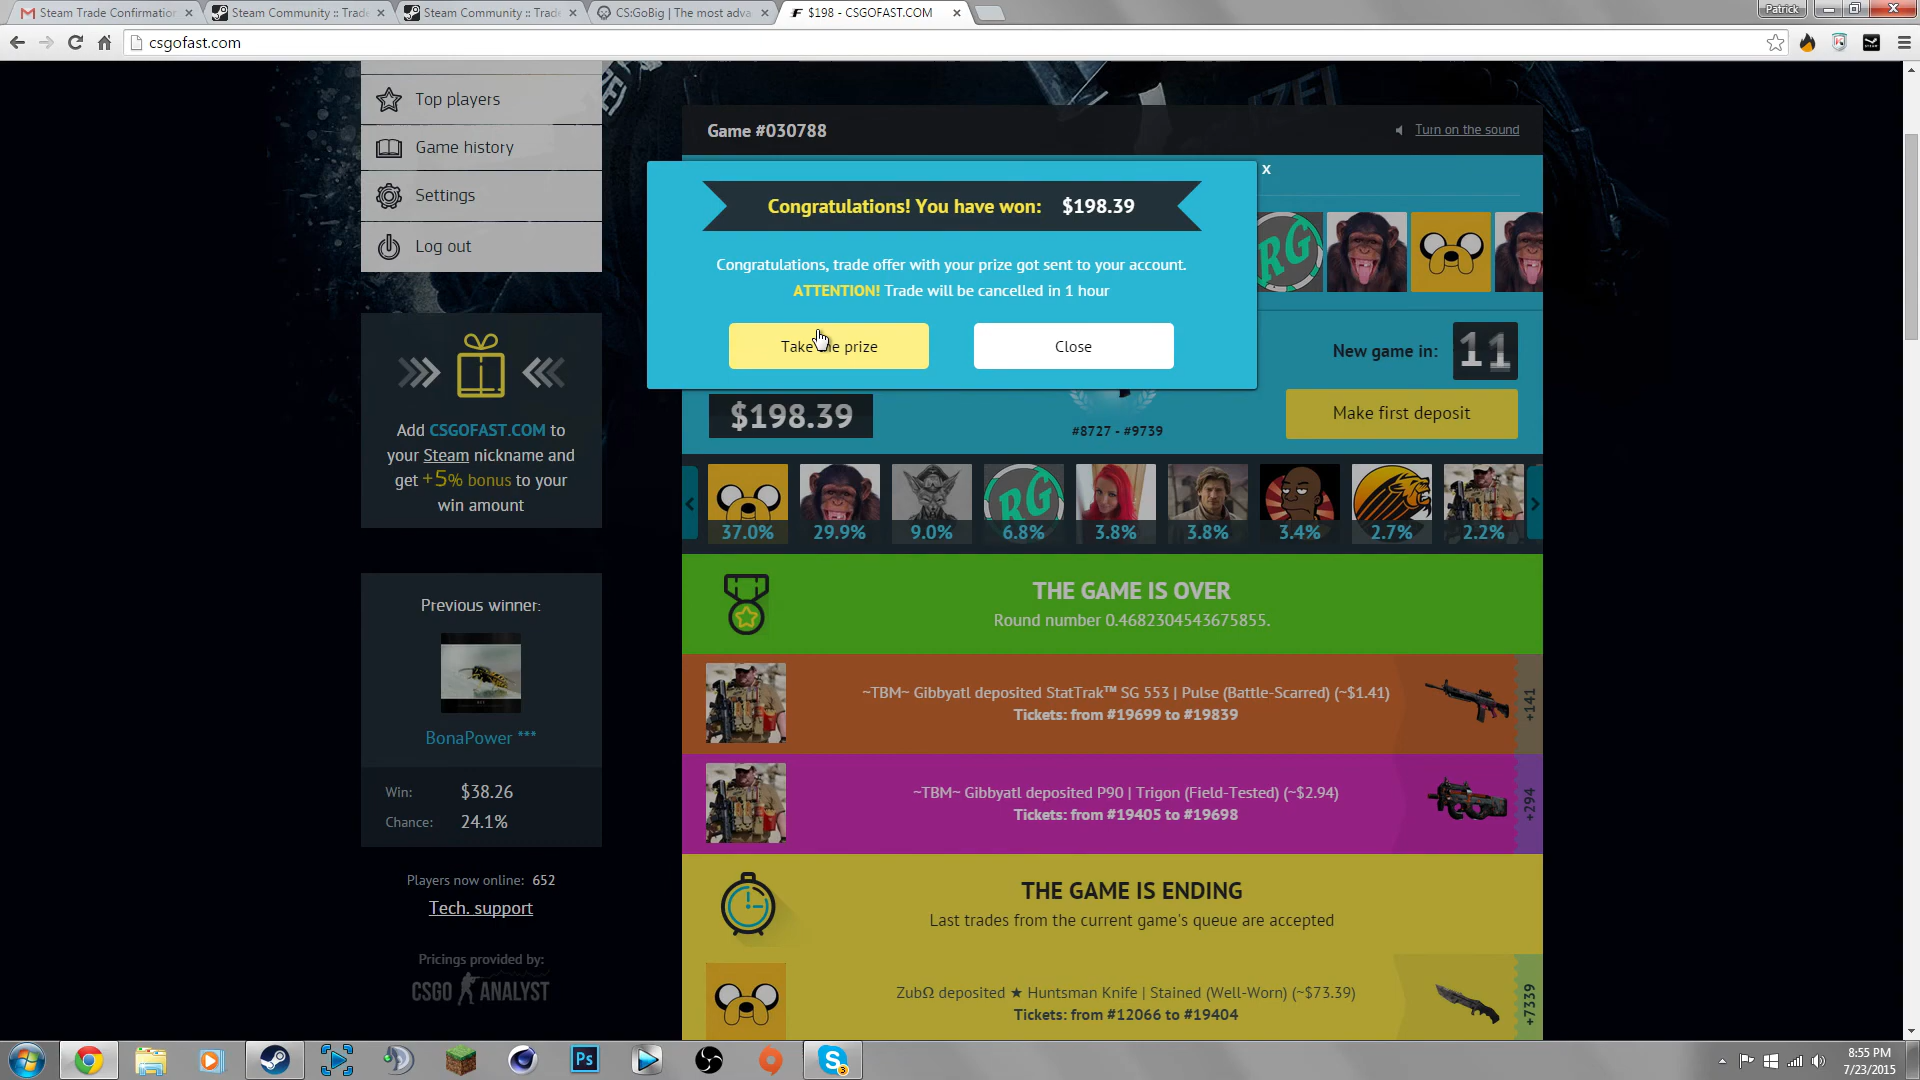 Steam Trade Confirmation
Steam Community :: Trade
Steam Community :: Trade
CS:GoBig | The most adva
$198 - CSGOFAST.COM
Patrick
csgofast.com
Top players
Game history
Settings
Log out
Add CSGOFAST.COM to
your Steam nickname and
get +5% bonus to your
win amount
Previous winner:
BonaPower ***
Win: $38.26
Chance: 24.1%
Players now online: 652
Tech. support
Pricings provided by:
CSGO ANALYST
Game #030788
Turn on the sound
x
Congratulations! You have won: $198.39
Congratulations, trade offer with your prize got sent to your account.
ATTENTION! Trade will be cancelled in 1 hour
Take the prize
Close
RG
New game in: 11
$198.39
#8727 - #9739
Make first deposit
RG
37.0% 29.9% 9.0% 6.8% 3.8% 3.8% 3.4% 2.7% 2.2%
THE GAME IS OVER
Round number 0.4682304543675855.
~TBM~ Gibbyatl deposited StatTrak™ SG 553 | Pulse (Battle-Scarred) (~$1.41)
Tickets: from #19699 to #19839
+141
~TBM~ Gibbyatl deposited P90 | Trigon (Field-Tested) (~$2.94)
Tickets: from #19405 to #19698
+294
THE GAME IS ENDING
Last trades from the current game's queue are accepted
ZubΩ deposited ★ Huntsman Knife | Stained (Well-Worn) (~$73.39)
Tickets: from #12066 to #19404
+7339
Ps
3
8:55 PM
7/23/2015